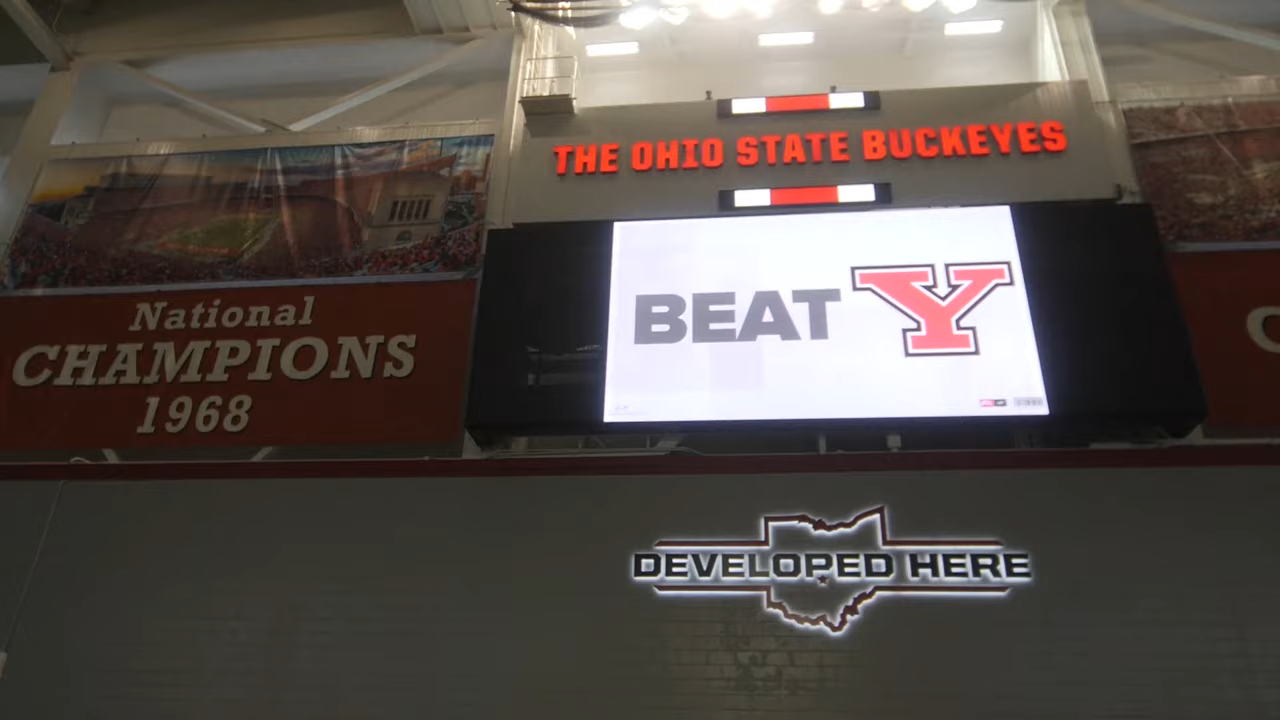 THE OHIO STATE BUCKEYES
BEAT Y
National
CHAMPIONS
1968
C
DEVELOPED HERE